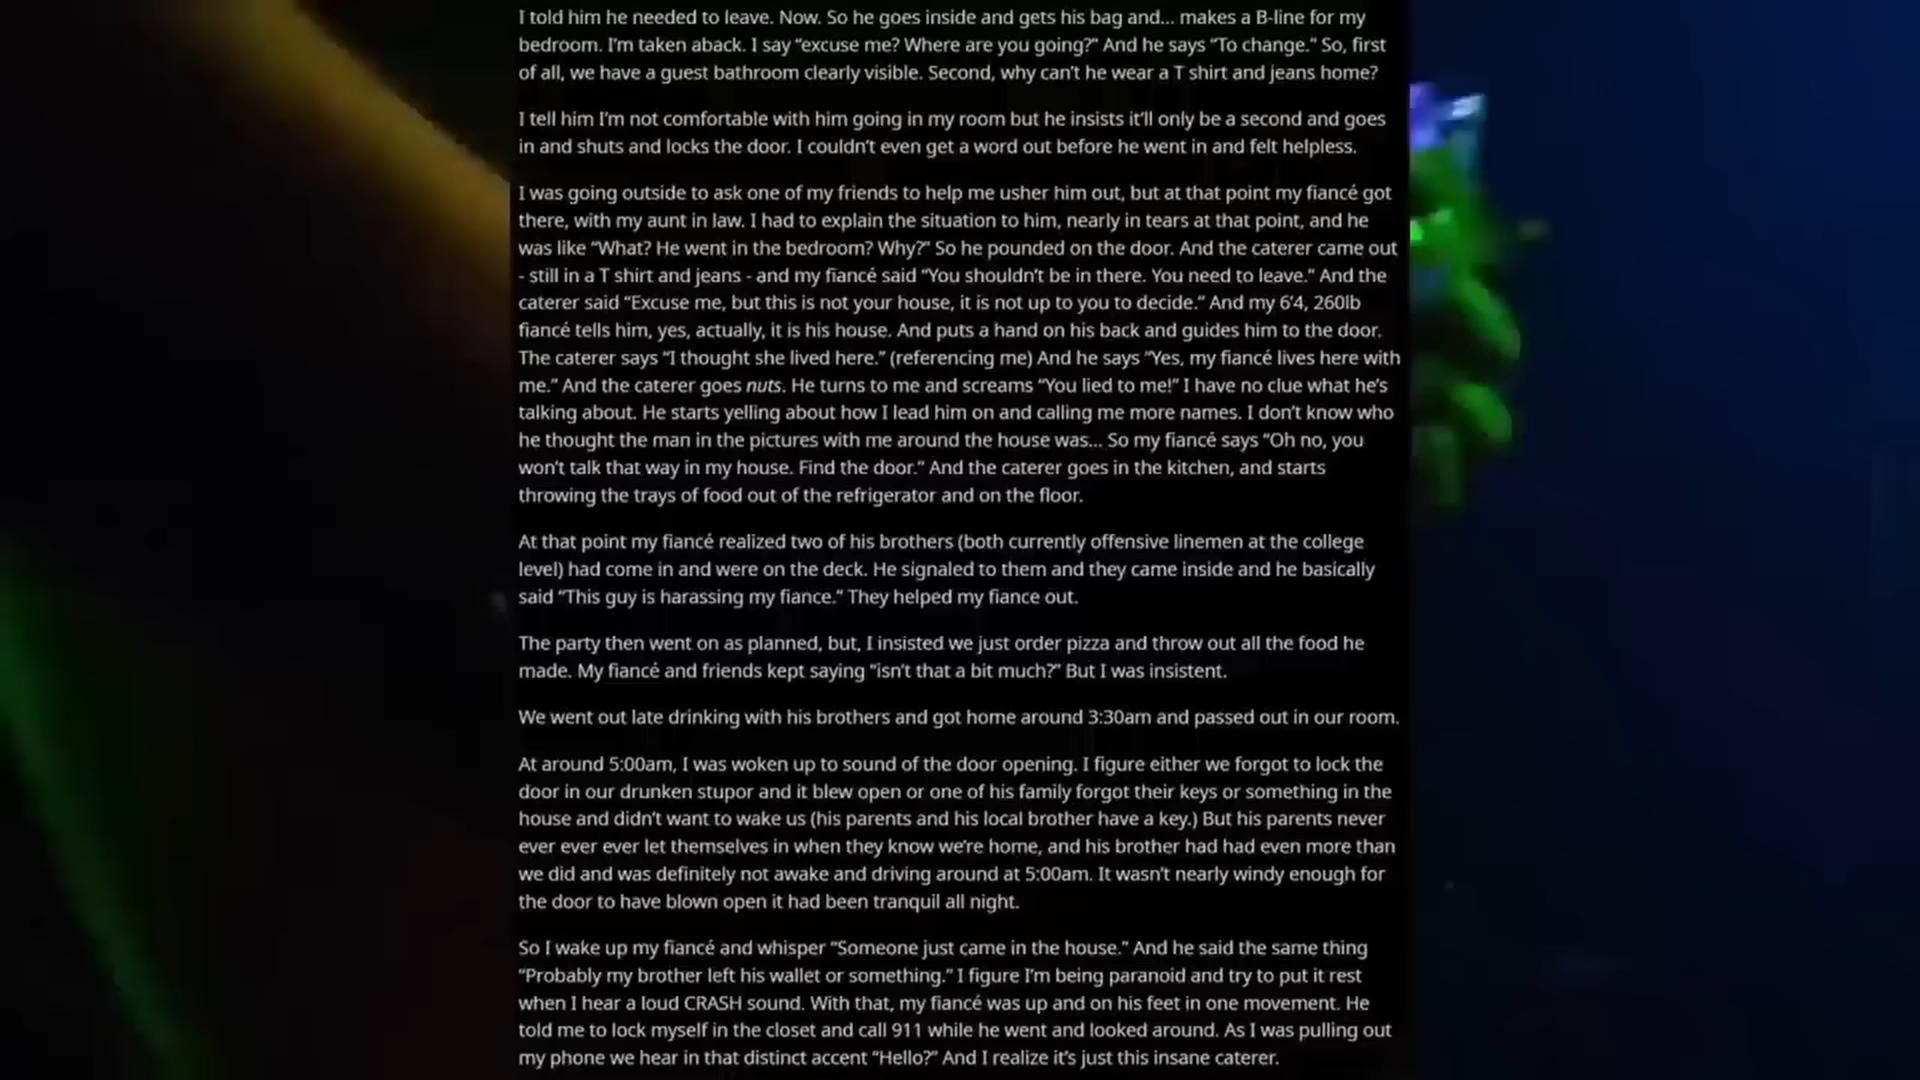 I told him he needed to leave. Now. So he goes inside and gets his bag and... makes a B-line for my
bedroom. I'm taken aback. I say “excuse me? Where are you going?” And he says “To change.” So, first
of all, we have a guest bathroom clearly visible. Second, why can't he wear a T shirt and jeans home?
I tell him I'm not comfortable with him going in my room but he insists it'll only be a second and goes
in and shuts and locks the door. I couldn't even get a word out before he went in and felt helpless.
I was going outside to ask one of my friends to help me usher him out, but at that point my fiancé got
there, with my aunt in law. I had to explain the situation to him, nearly in tears at that point, and he
was like “What? He went in the bedroom? Why?” So he pounded on the door. And the caterer came out
- still in a T shirt and jeans - and my fiancé said “You shouldn't be in there. You need to leave.” And the
caterer said “Excuse me, but this is not your house, it is not up to you to decide.” And my 6'4, 260lb
fiancé tells him, yes, actually, it is his house. And puts a hand on his back and guides him to the door.
The caterer says “I thought she lived here.” (referencing me) And he says “Yes, my fiancé lives here with
me.” And the caterer goes nuts. He turns to me and screams “You lied to me!” I have no clue what he's
talking about. He starts yelling about how I lead him on and calling me more names. I don't know who
he thought the man in the pictures with me around the house was... So my fiancé says “Oh no, you
won't talk that way in my house. Find the door.” And the caterer goes in the kitchen, and starts
throwing the trays of food out of the refrigerator and on the floor.
At that point my fiancé realized two of his brothers (both currently offensive linemen at the college
level) had come in and were on the deck. He signaled to them and they came inside and he basically
said “This guy is harassing my fiance.” They helped my fiance out.
The party then went on as planned, but, I insisted we just order pizza and throw out all the food he
made. My fiancé and friends kept saying “isn't that a bit much?” But I was insistent.
We went out late drinking with his brothers and got home around 3:30am and passed out in our room.
At around 5:00am, I was woken up to sound of the door opening. I figure either we forgot to lock the
door in our drunken stupor and it blew open or one of his family forgot their keys or something in the
house and didn't want to wake us (his parents and his local brother have a key.) But his parents never
ever ever ever let themselves in when they know we're home, and his brother had had even more than
we did and was definitely not awake and driving around at 5:00am. It wasn't nearly windy enough for
the door to have blown open it had been tranquil all night.
So I wake up my fiancé and whisper “Someone just came in the house.” And he said the same thing
“Probably my brother left his wallet or something.” I figure I'm being paranoid and try to put it rest
when I hear a loud CRASH sound. With that, my fiancé was up and on his feet in one movement. He
told me to lock myself in the closet and call 911 while he went and looked around. As I was pulling out
my phone we hear in that distinct accent “Hello?” And I realize it's just this insane caterer.